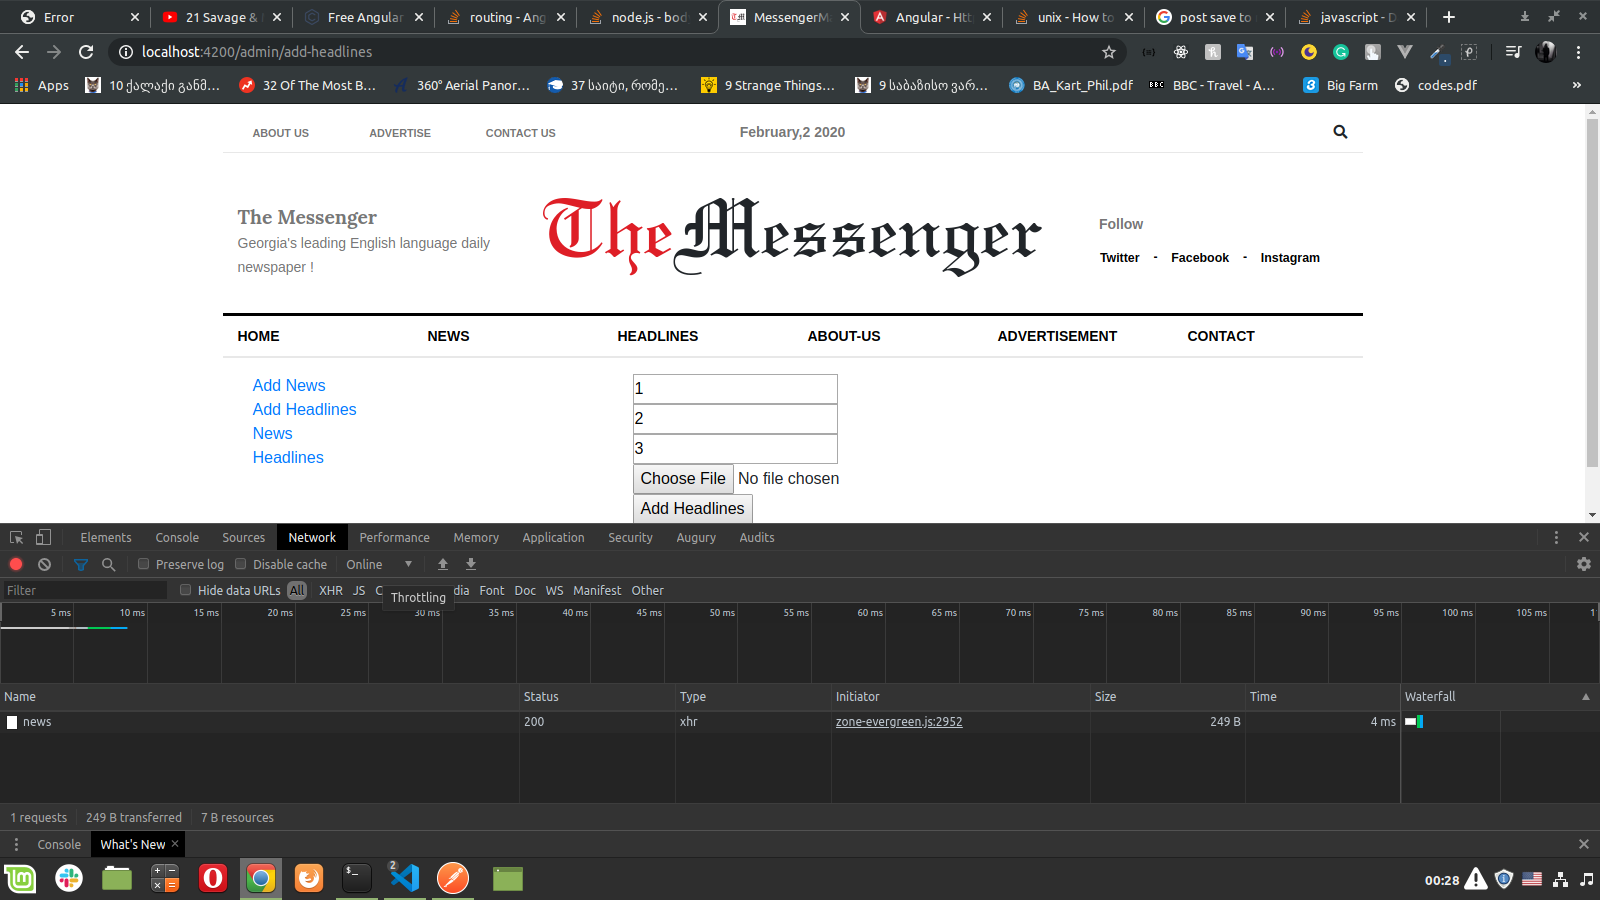 Error
21 Savage &
Free Angular
routing - Ang
node.js - bod
MessengerMa
Angular - Htt
unix - How to
post save to
javascript - D
localhost:4200/admin/add-headlines
Apps
10 ქალაქი განმ...
32 Of The Most B...
360° Aerial Panor...
37 საიტი, რომე...
9 Strange Things...
9 საბაზისო ვარ...
BA_Kart_Phil.pdf
BBC - Travel - A...
Big Farm
codes.pdf
»
ABOUT US
ADVERTISE
CONTACT US
February,2 2020
The Messenger
Georgia's leading English language daily
newspaper !
The Messenger
Follow
Twitter - Facebook - Instagram
HOME
NEWS
HEADLINES
ABOUT-US
ADVERTISEMENT
CONTACT
Add News
Add Headlines
News
Headlines
1
2
3
Choose File No file chosen
Add Headlines
Elements Console Sources Network Performance Memory Application Security Augury Audits
Preserve log Disable cache Online
Filter Hide data URLs All XHR JS C dia Font Doc WS Manifest Other
Throttling
5 ms 10 ms 15 ms 20 ms 25 ms 30 ms 35 ms 40 ms 45 ms 50 ms 55 ms 60 ms 65 ms 70 ms 75 ms 80 ms 85 ms 90 ms 95 ms 100 ms 105 ms 1
Name Status Type Initiator Size Time Waterfall
news 200 xhr zone-evergreen.js:2952 249 B 4 ms
1 requests 249 B transferred 7 B resources
Console What's New
2
00:28